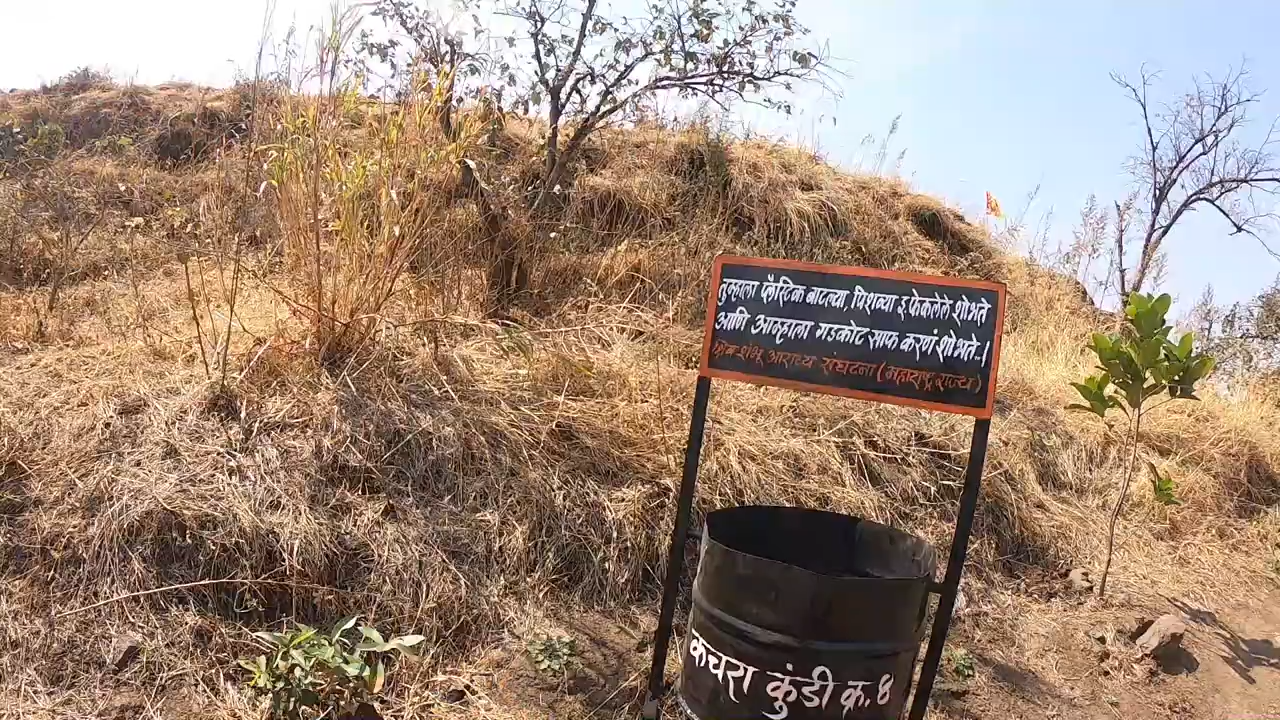 तुम्हाला प्लॅस्टिक बाटल्या, पिशव्या इ. फेकलेले शोभते
आणि आम्हाला गडकोट साफ करणं शोभते..!
शिव शंभू आराध्य संघटना (महाराष्ट्र राज्य)
कचरा कुंडी क्र. ४